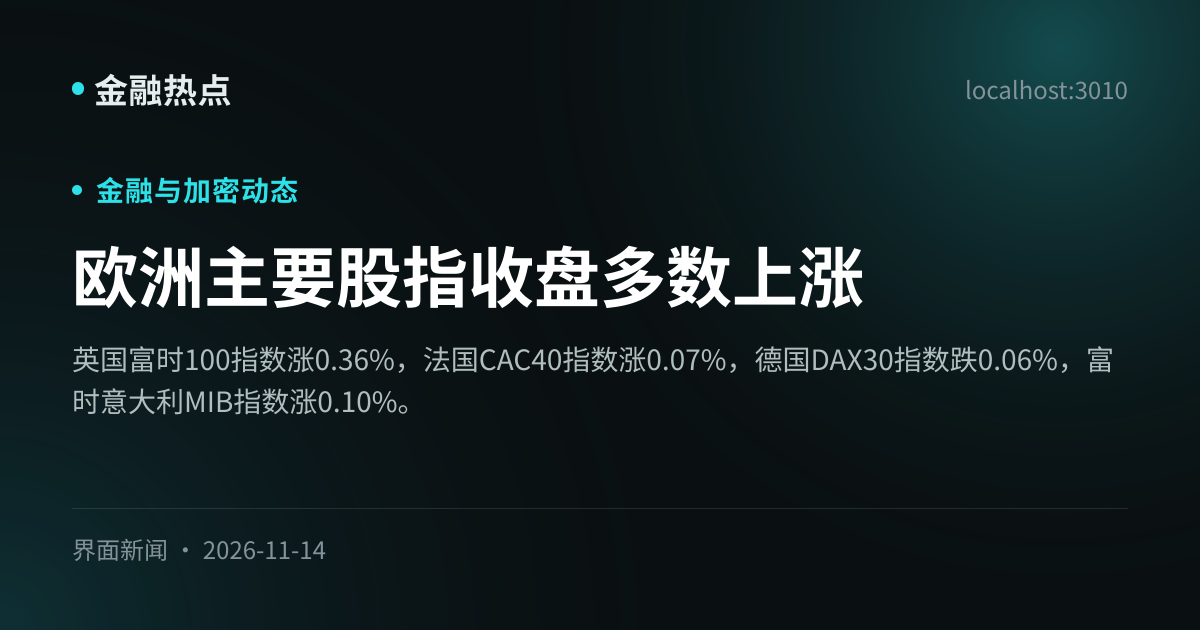 金融热点
localhost:3010
金融与加密动态
欧洲主要股指收盘多数上涨
英国富时100指数涨0.36%，法国CAC40指数涨0.07%，德国DAX30指数跌0.06%，富
时意大利MIB指数涨0.10%。
界面新闻 · 2026-11-14